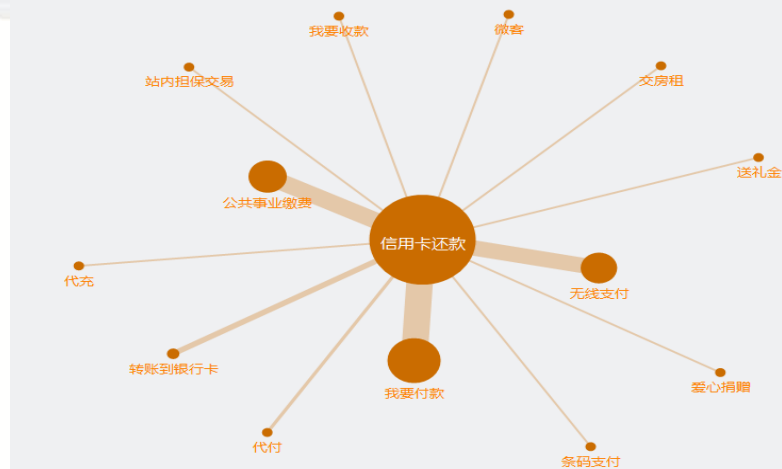 我要收款
微客
站内担保交易
交房租
送礼金
公共事业缴费
信用卡还款
代充
无线支付
转账到银行卡
我要付款
爱心捐赠
代付
条码支付